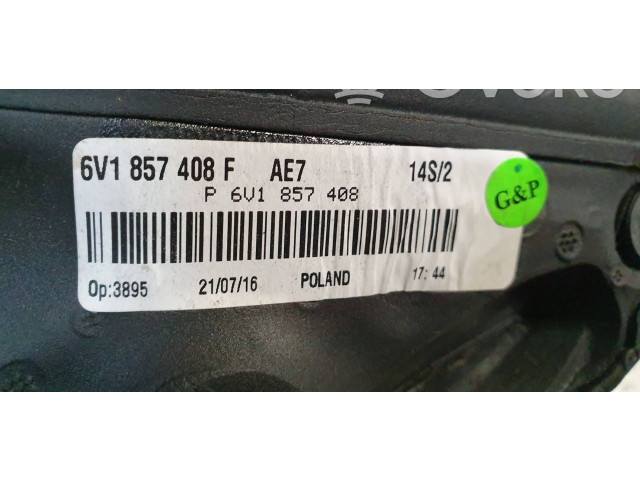 6V1 857 408 F AE7 14S/2
P 6V1 857 408
G&P
Op:3895 21/07/16 POLAND 17:44